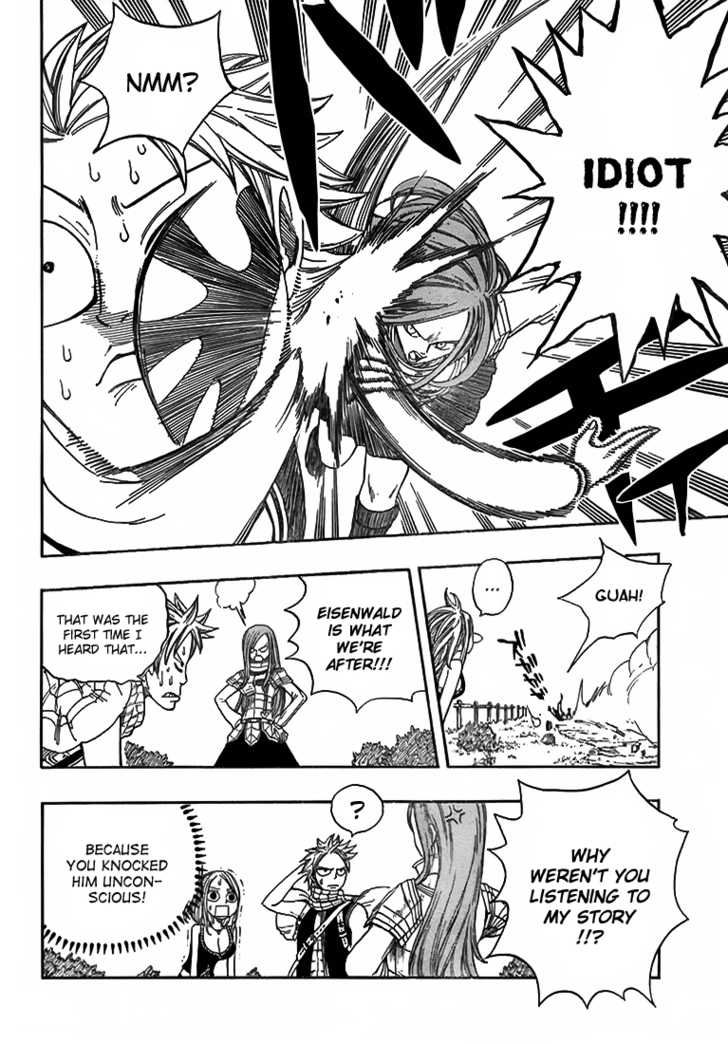 IDIOT
!!!!
NMM?
GUAH!
...
EISENWALD
IS WHAT
WE'RE
AFTER!!!
THAT WAS THE
FIRST TIME I
HEARD THAT...
WHY
WEREN'T YOU
LISTENING TO
MY STORY
!!?
?
BECAUSE
YOU KNOCKED
HIM UNCON-
SCIOUS!